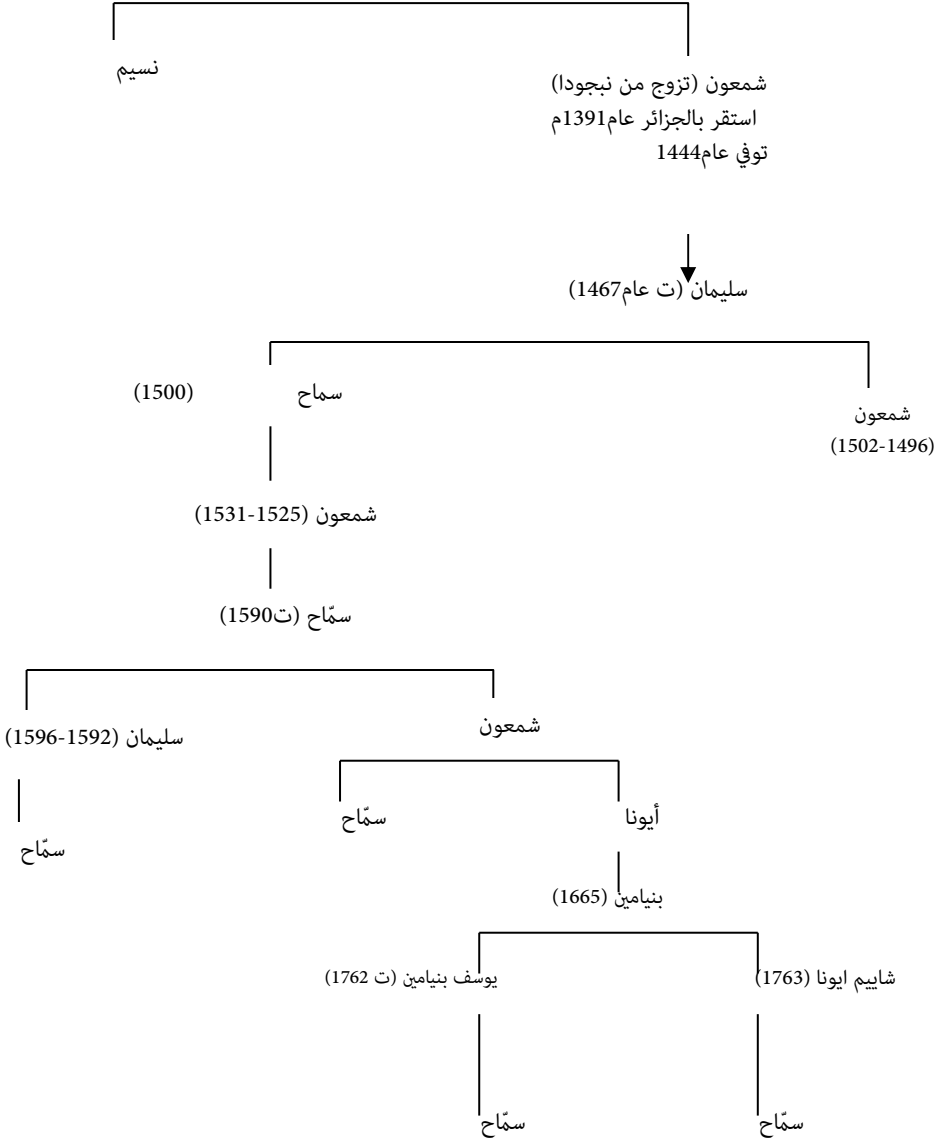 نسيم
شمعون (تزوج من نبجودا)
استقر بالجزائر عام1391م
توفي عام1444
سليمان (ت عام1467)
سماح (1500)
شمعون
(1502-1496)
شمعون (1531-1525)
سمّاح (ت1590)
شمعون
سليمان (1596-1592)
أيونا
سمّاح
سمّاح
بنيامين (1665)
شاييم ايونا (1763)
يوسف بنيامين (ت 1762)
سمّاح
سمّاح